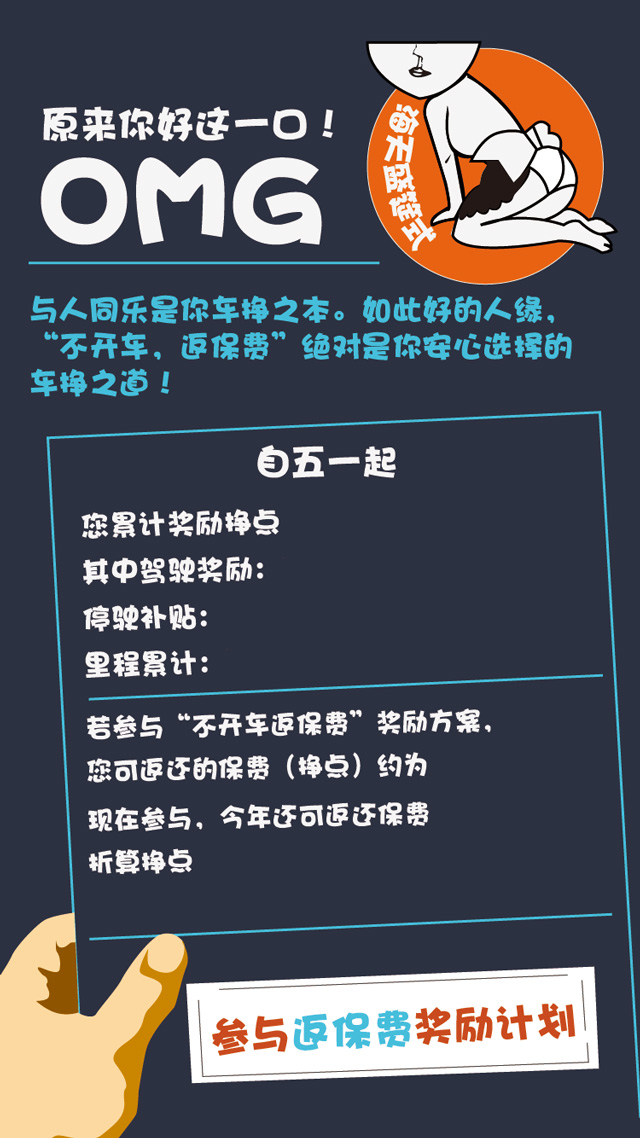 原来你好这一口！
OMG
与人同乐是你车挣之本。如此好的人缘，
“不开车，返保费”绝对是你安心选择的
车挣之道！
自五一起
您累计奖励挣点
其中驾驶奖励：
停驶补贴：
里程累计：
若参与“不开车返保费”奖励方案，
您可返还的保费（挣点）约为
现在参与，今年还可返还保费
折算挣点
参与返保费奖励计划